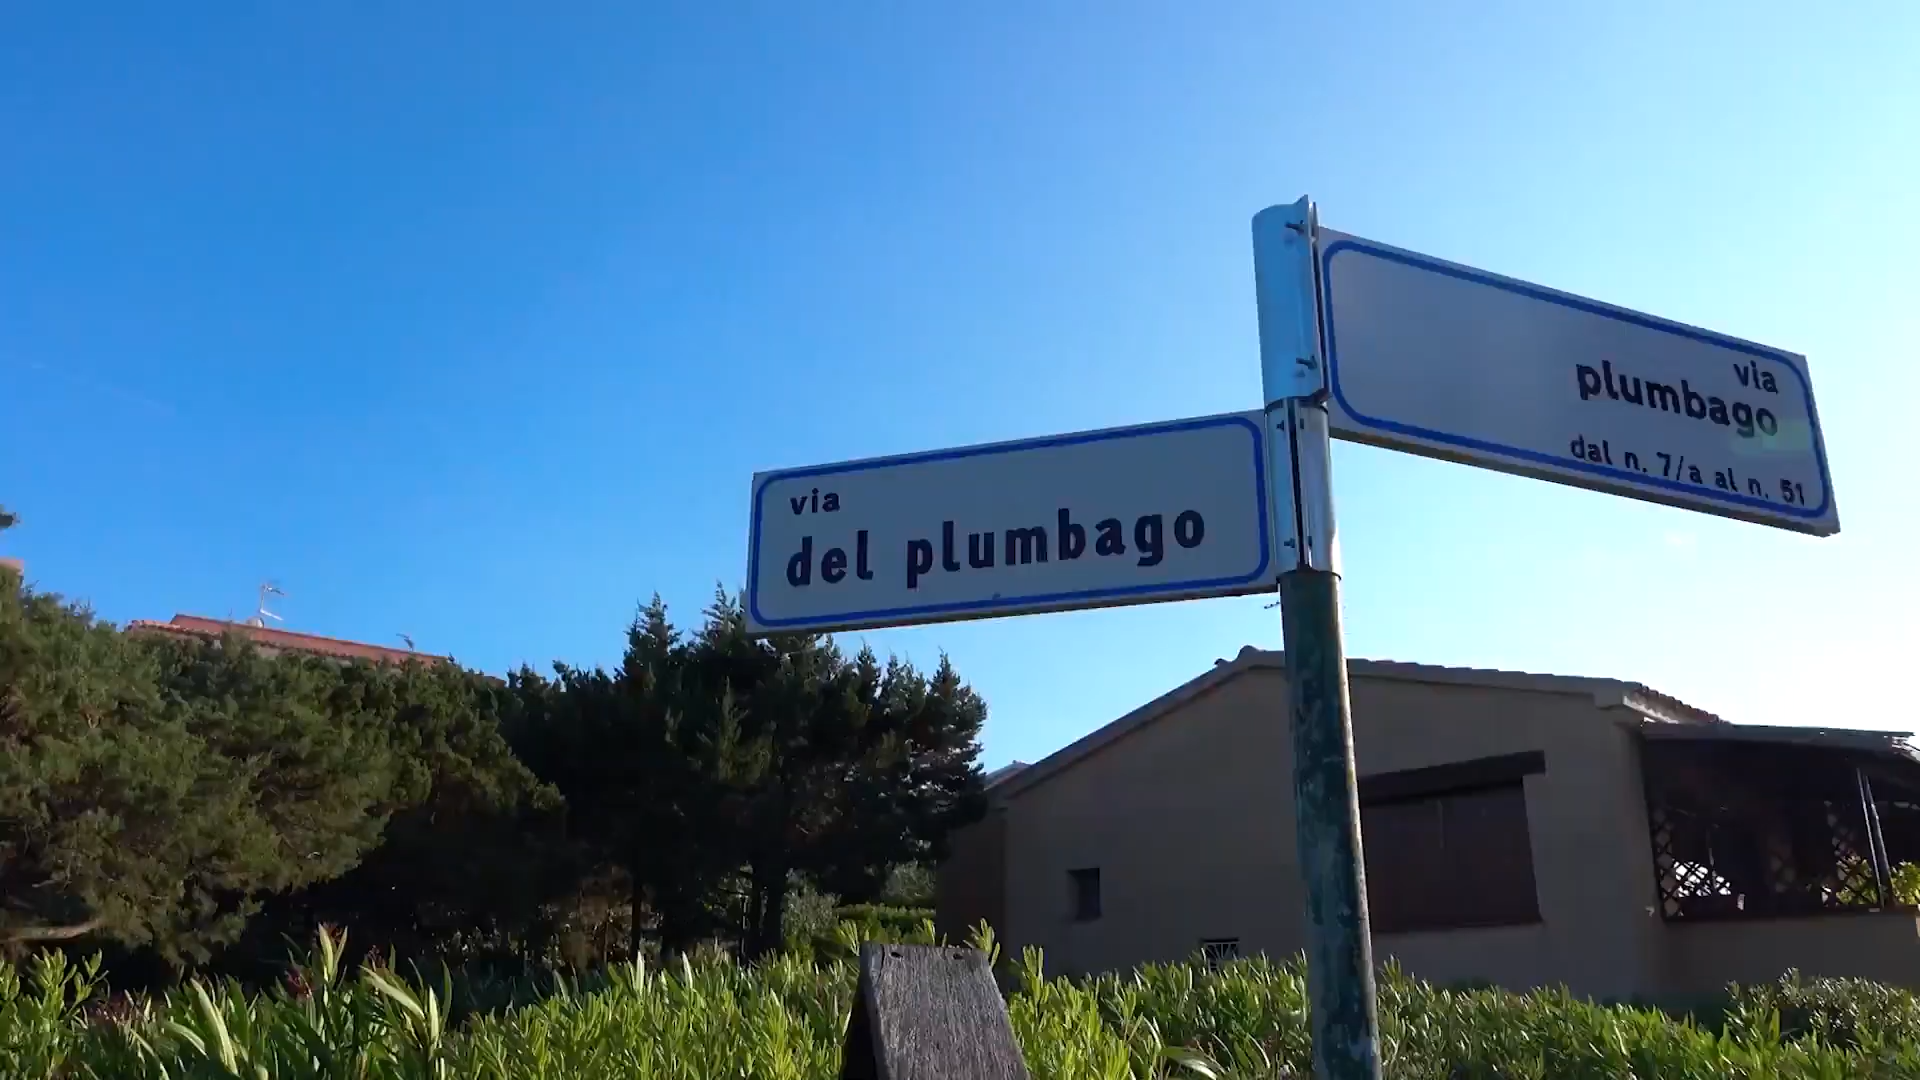 via
del plumbago
via
plumbago
dal n. 7/a al n. 51